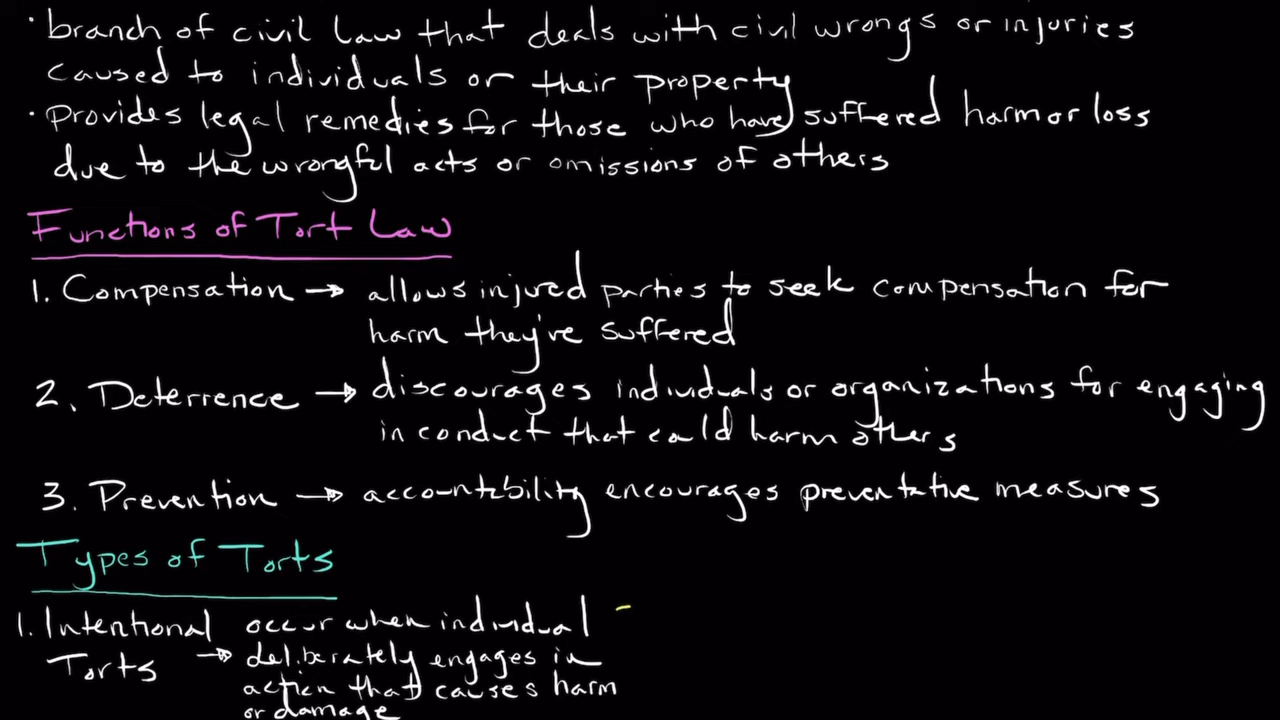 · branch of civil law that deals with civil wrongs or injuries
caused to individuals or their property
· provides legal remedies for those who have suffered harm or loss
due to the wrongful acts or omissions of others
Functions of Tort Law
1. Compensation → allows injured parties to seek compensation for
harm they've suffered
2. Deterrence → discourages individuals or organizations for engaging
in conduct that could harm others
3. Prevention → accountability encourages preventative measures
Types of Torts
1. Intentional Torts → occur when individual
deliberately engages in
action that causes harm
or damage